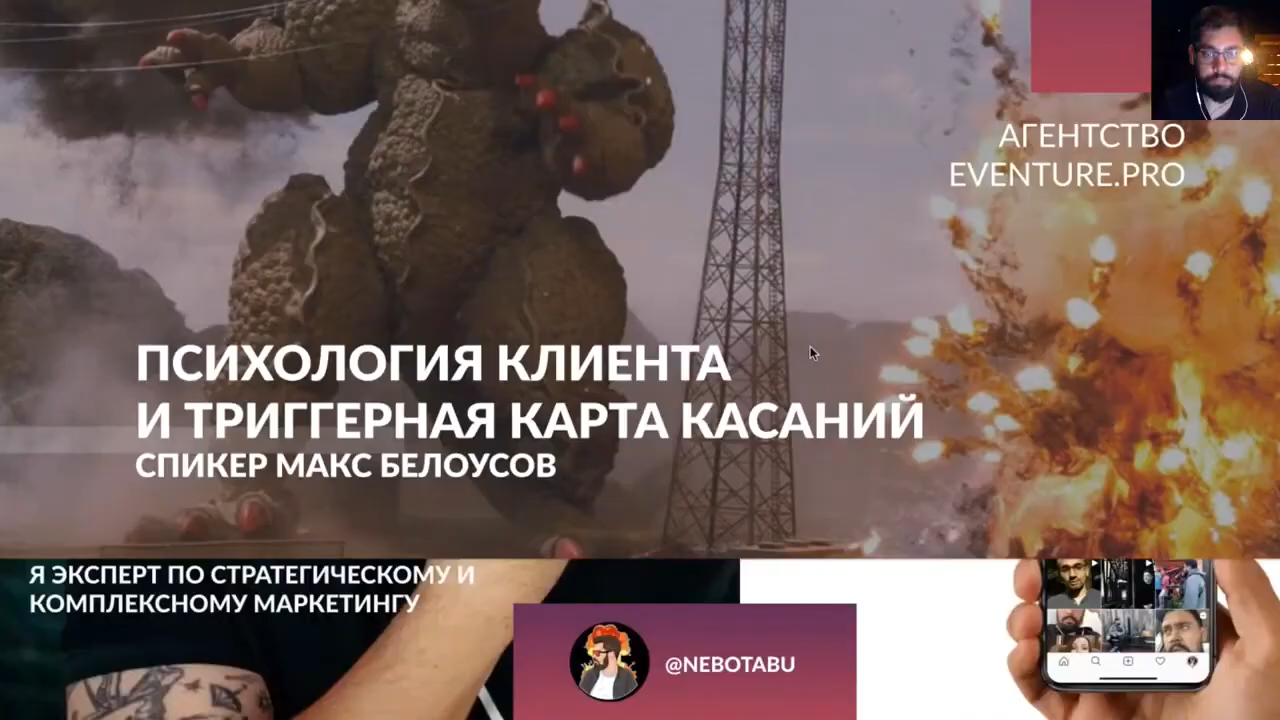 АГЕНТСТВО
EVENTURE.PRO
ПСИХОЛОГИЯ КЛИЕНТА
И ТРИГГЕРНАЯ КАРТА КАСАНИЙ
СПИКЕР МАКС БЕЛОУСОВ
Я ЭКСПЕРТ ПО СТРАТЕГИЧЕСКОМУ И
КОМПЛЕКСНОМУ МАРКЕТИНГУ
@NEBOTABU